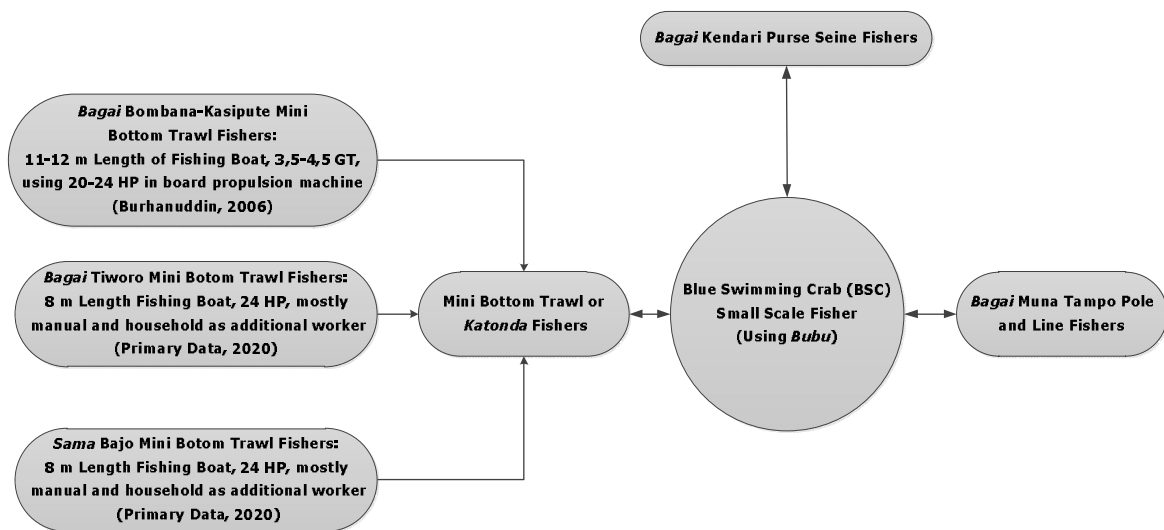 Bagai Kendari Purse Seine Fishers
Bagai Bombana-Kasipute Mini
Bottom Trawl Fishers:
11-12 m Length of Fishing Boat, 3,5-4,5 GT,
using 20-24 HP in board propulsion machine
(Burhanuddin, 2006)
Bagai Tiworo Mini Botom Trawl Fishers:
8 m Length Fishing Boat, 24 HP, mostly
manual and household as additional worker
(Primary Data, 2020)
Sama Bajo Mini Botom Trawl Fishers:
8 m Length Fishing Boat, 24 HP, mostly
manual and household as additional worker
(Primary Data, 2020)
Mini Bottom Trawl or
Katonda Fishers
Blue Swimming Crab (BSC)
Small Scale Fisher
(Using Bubu)
Bagai Muna Tampo Pole
and Line Fishers